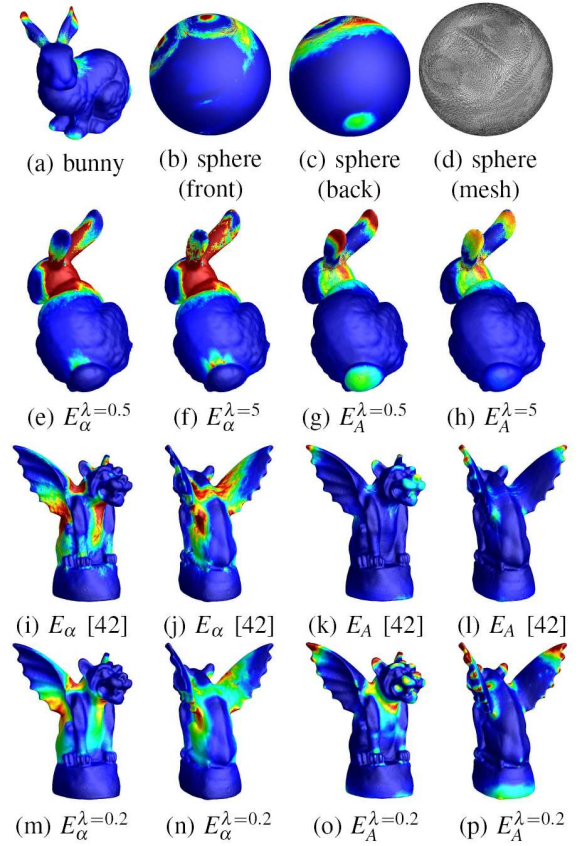 (a) bunny (b) sphere (c) sphere (d) sphere
(front) (back) (mesh)
(e) E_α^{λ=0.5} (f) E_α^{λ=5} (g) E_A^{λ=0.5} (h) E_A^{λ=5}
(i) E_α [42] (j) E_α [42] (k) E_A [42] (l) E_A [42]
(m) E_α^{λ=0.2} (n) E_α^{λ=0.2} (o) E_A^{λ=0.2} (p) E_A^{λ=0.2}